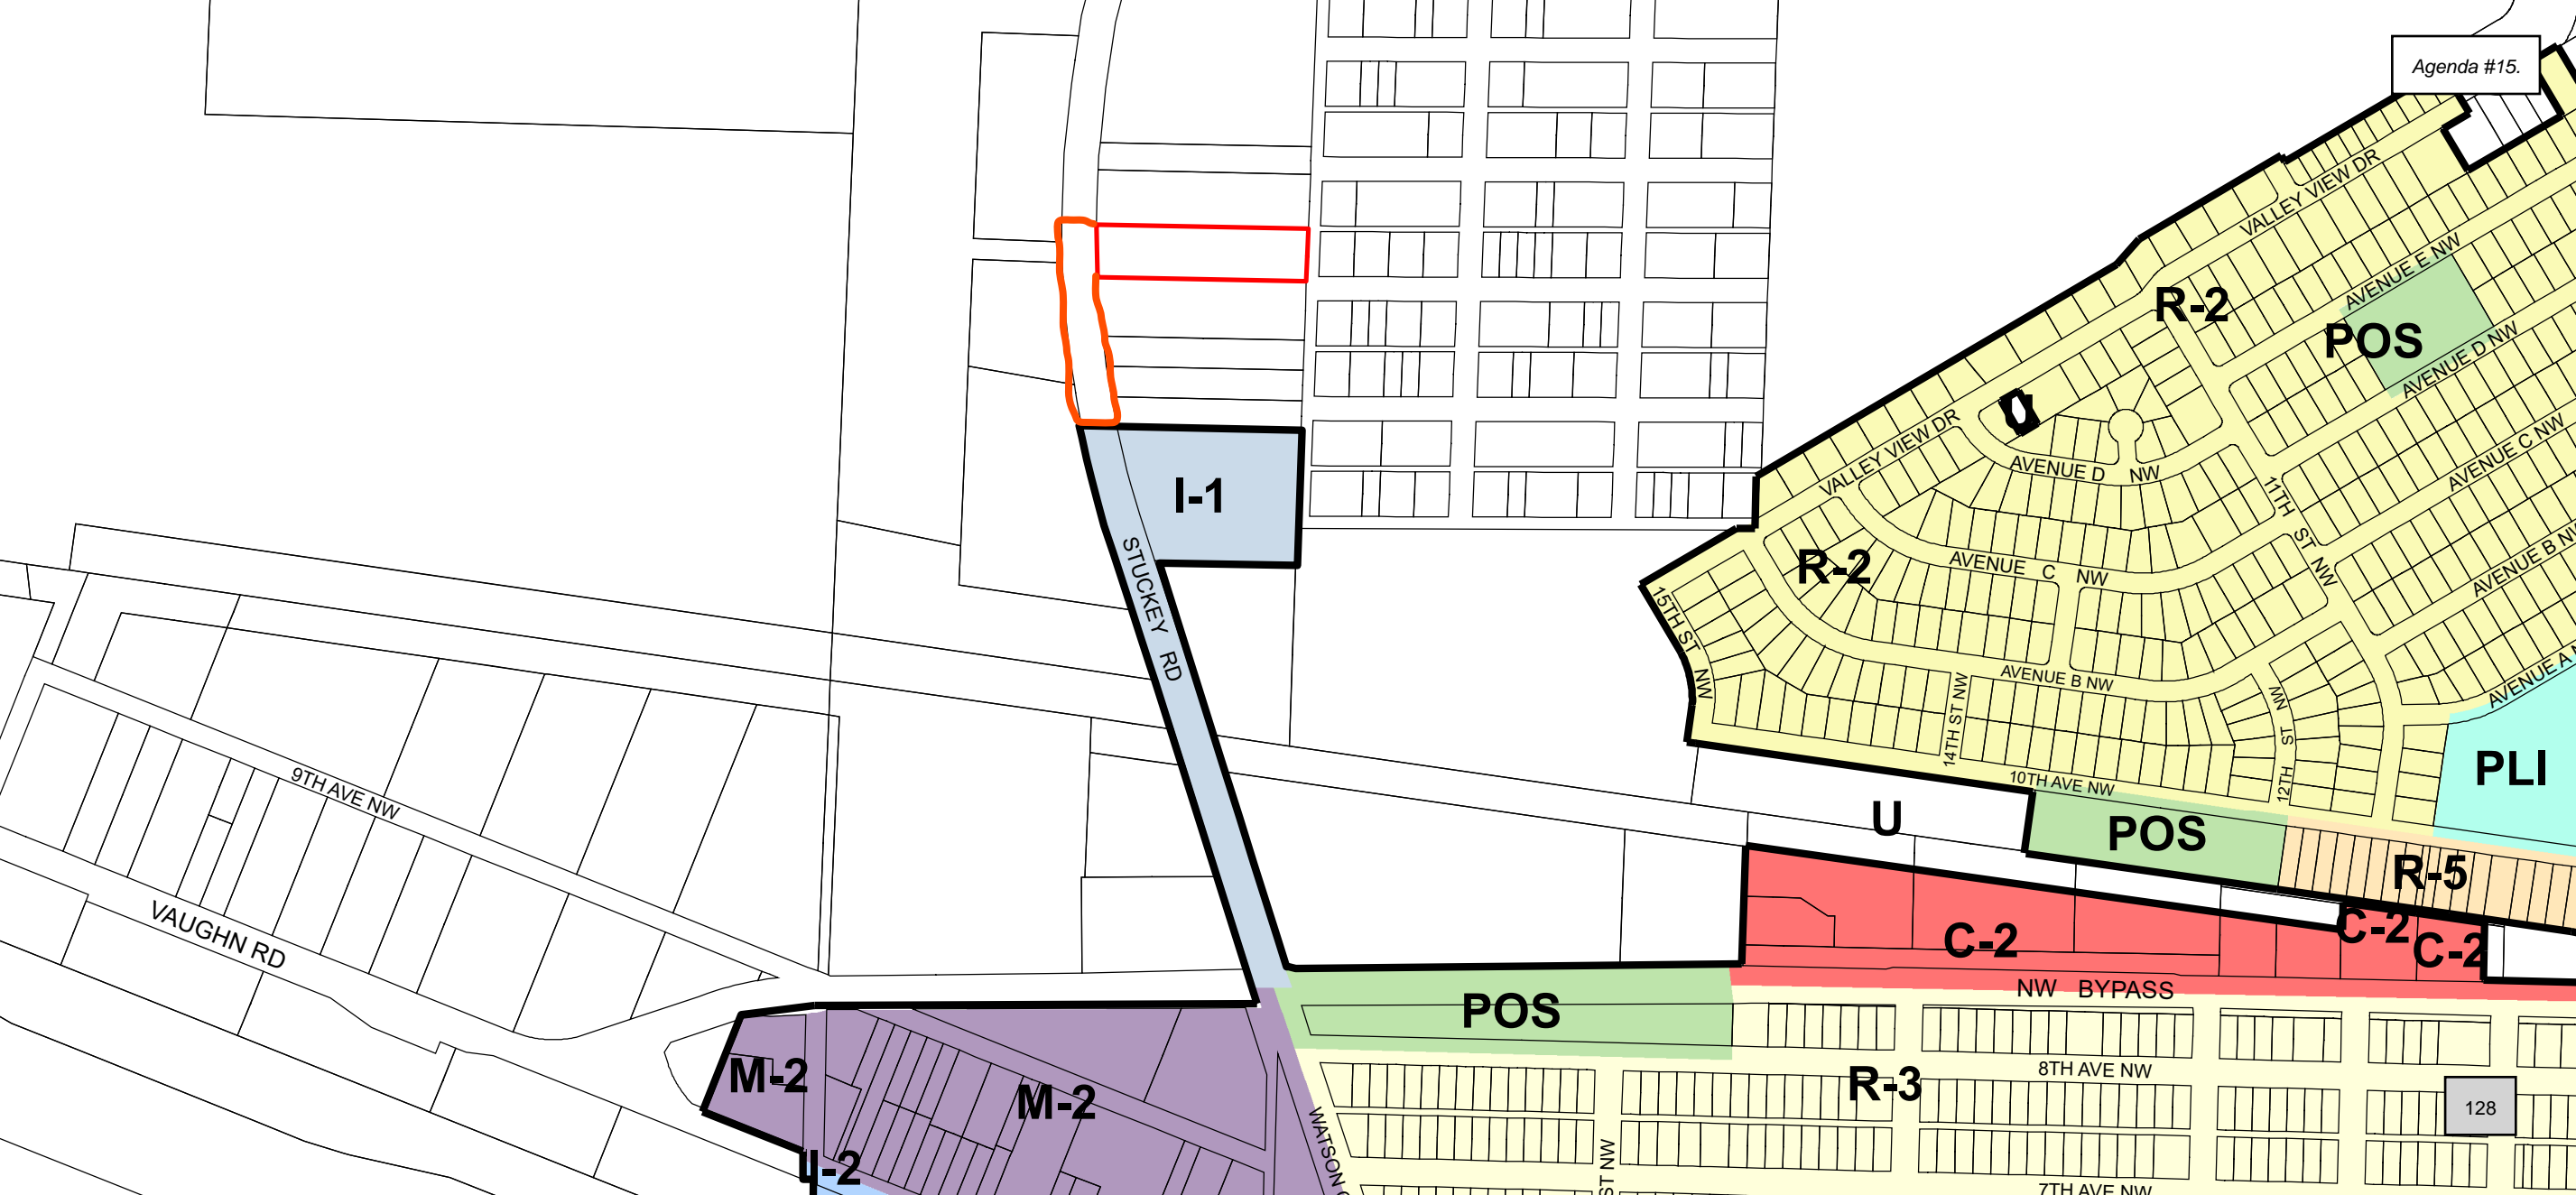 Agenda #15.
VALLEY VIEW DR
AVENUE E NW
R-2
POS
AVENUE D NW
VALLEY VIEW DR
U
AVENUE D NW
AVENUE C NW
11TH ST NW
I-1
STUCKEY RD
R-2
AVENUE C NW
AVENUE B NW
15TH ST NW
AVENUE B NW
14TH ST NW
12TH ST NW
AVENUE A
PLI
10TH AVE NW
9TH AVE NW
U
POS
R-5
VAUGHN RD
C-2
C-2
C-2
NW BYPASS
POS
M-2
M-2
R-3
8TH AVE NW
128
WATSON
ST NW
I-2
7TH AVE NW